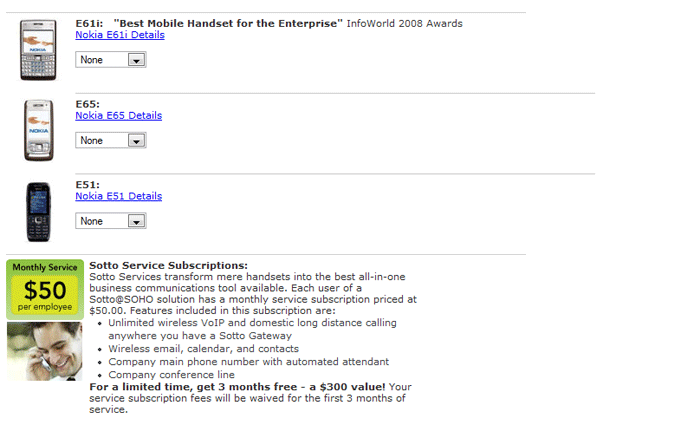 E61i: "Best Mobile Handset for the Enterprise" InfoWorld 2008 Awards
Nokia E61i Details
None
NOKIA
E65:
Nokia E65 Details
None
NOKIA
E51:
Nokia E51 Details
None
Monthly Service
$50
per employee
Sotto Service Subscriptions:
Sotto Services transform mere handsets into the best all-in-one
business communications tool available. Each user of a
Sotto@SOHO solution has a monthly service subscription priced at
$50.00. Features included in this subscription are:
• Unlimited wireless VoIP and domestic long distance calling
anywhere you have a Sotto Gateway
• Wireless email, calendar, and contacts
• Company main phone number with automated attendant
• Company conference line
For a limited time, get 3 months free - a $300 value! Your
service subscription fees will be waived for the first 3 months of
service.